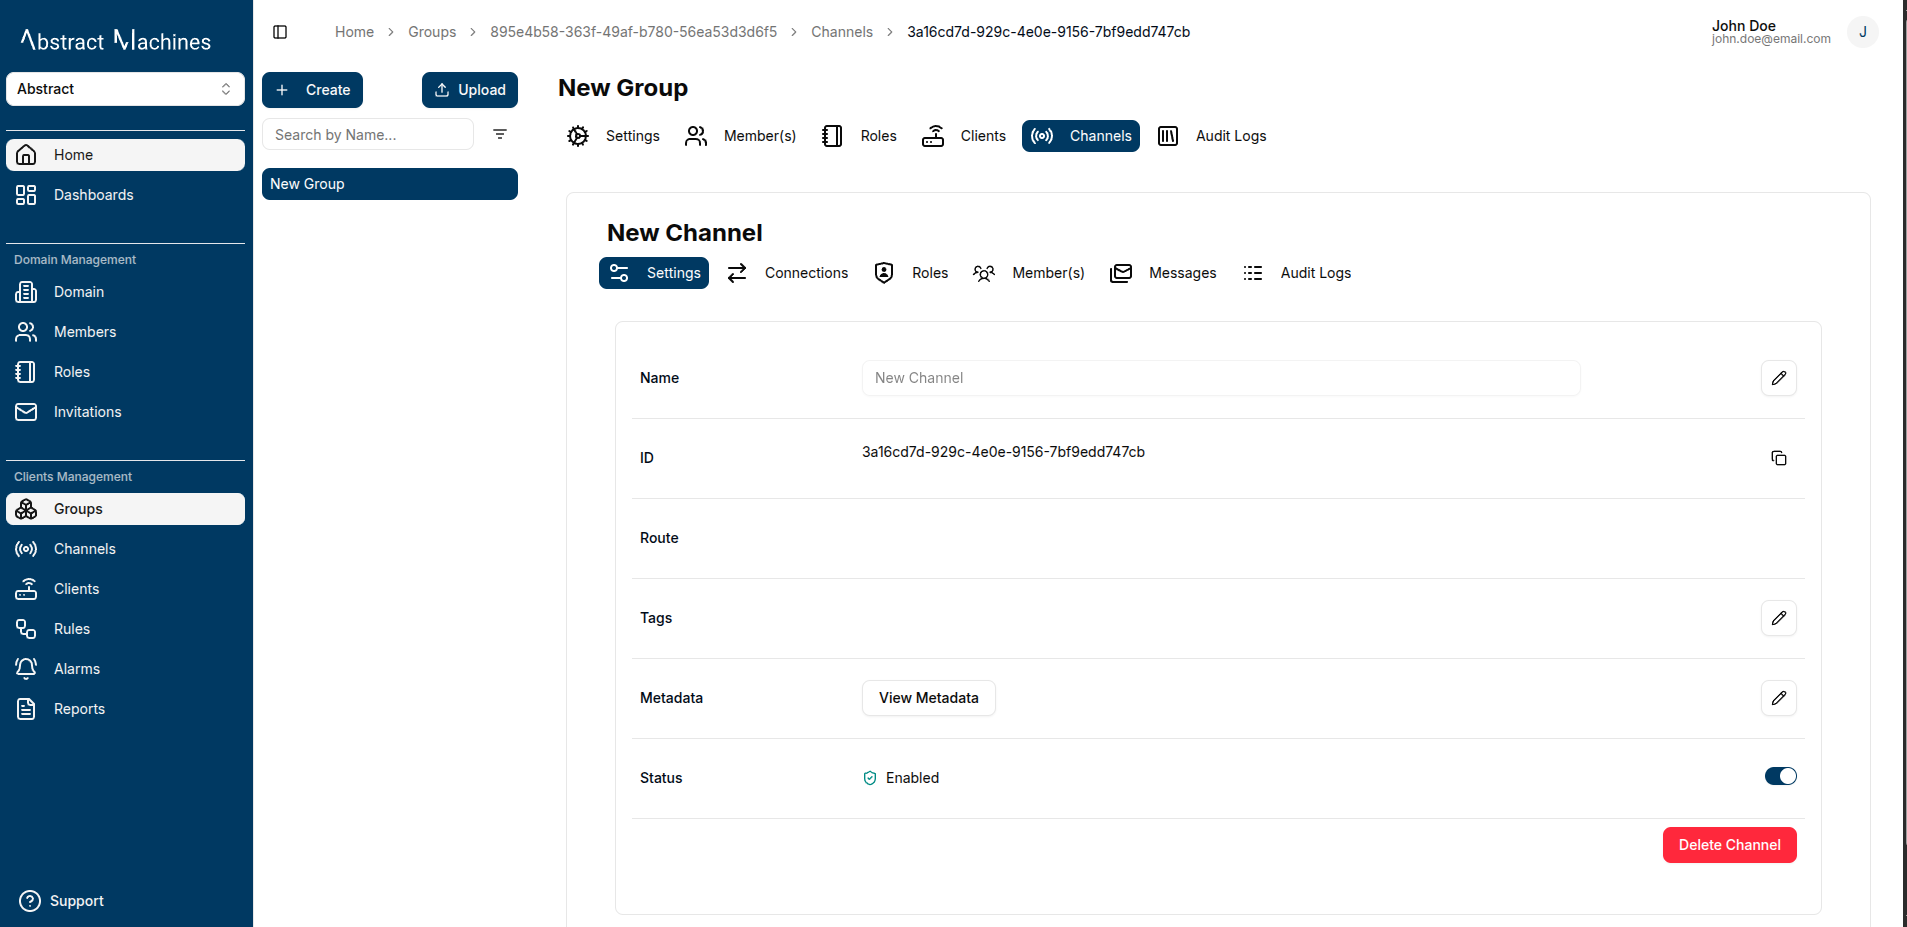 Abstract Machines
Abstract
Home
Dashboards
Domain Management
Domain
Members
Roles
Invitations
Clients Management
Groups
Channels
Clients
Rules
Alarms
Reports
Support
Home > Groups > 895e4b58-363f-49af-b780-56ea53d3d6f5 > Channels > 3a16cd7d-929c-4e0e-9156-7bf9edd747cb
John Doe
john.doe@email.com
J
Create
Upload
Search by Name...
New Group
New Group
Settings Member(s) Roles Clients Channels Audit Logs
New Channel
Settings Connections Roles Member(s) Messages Audit Logs
Name New Channel
ID 3a16cd7d-929c-4e0e-9156-7bf9edd747cb
Route
Tags
Metadata View Metadata
Status Enabled
Delete Channel